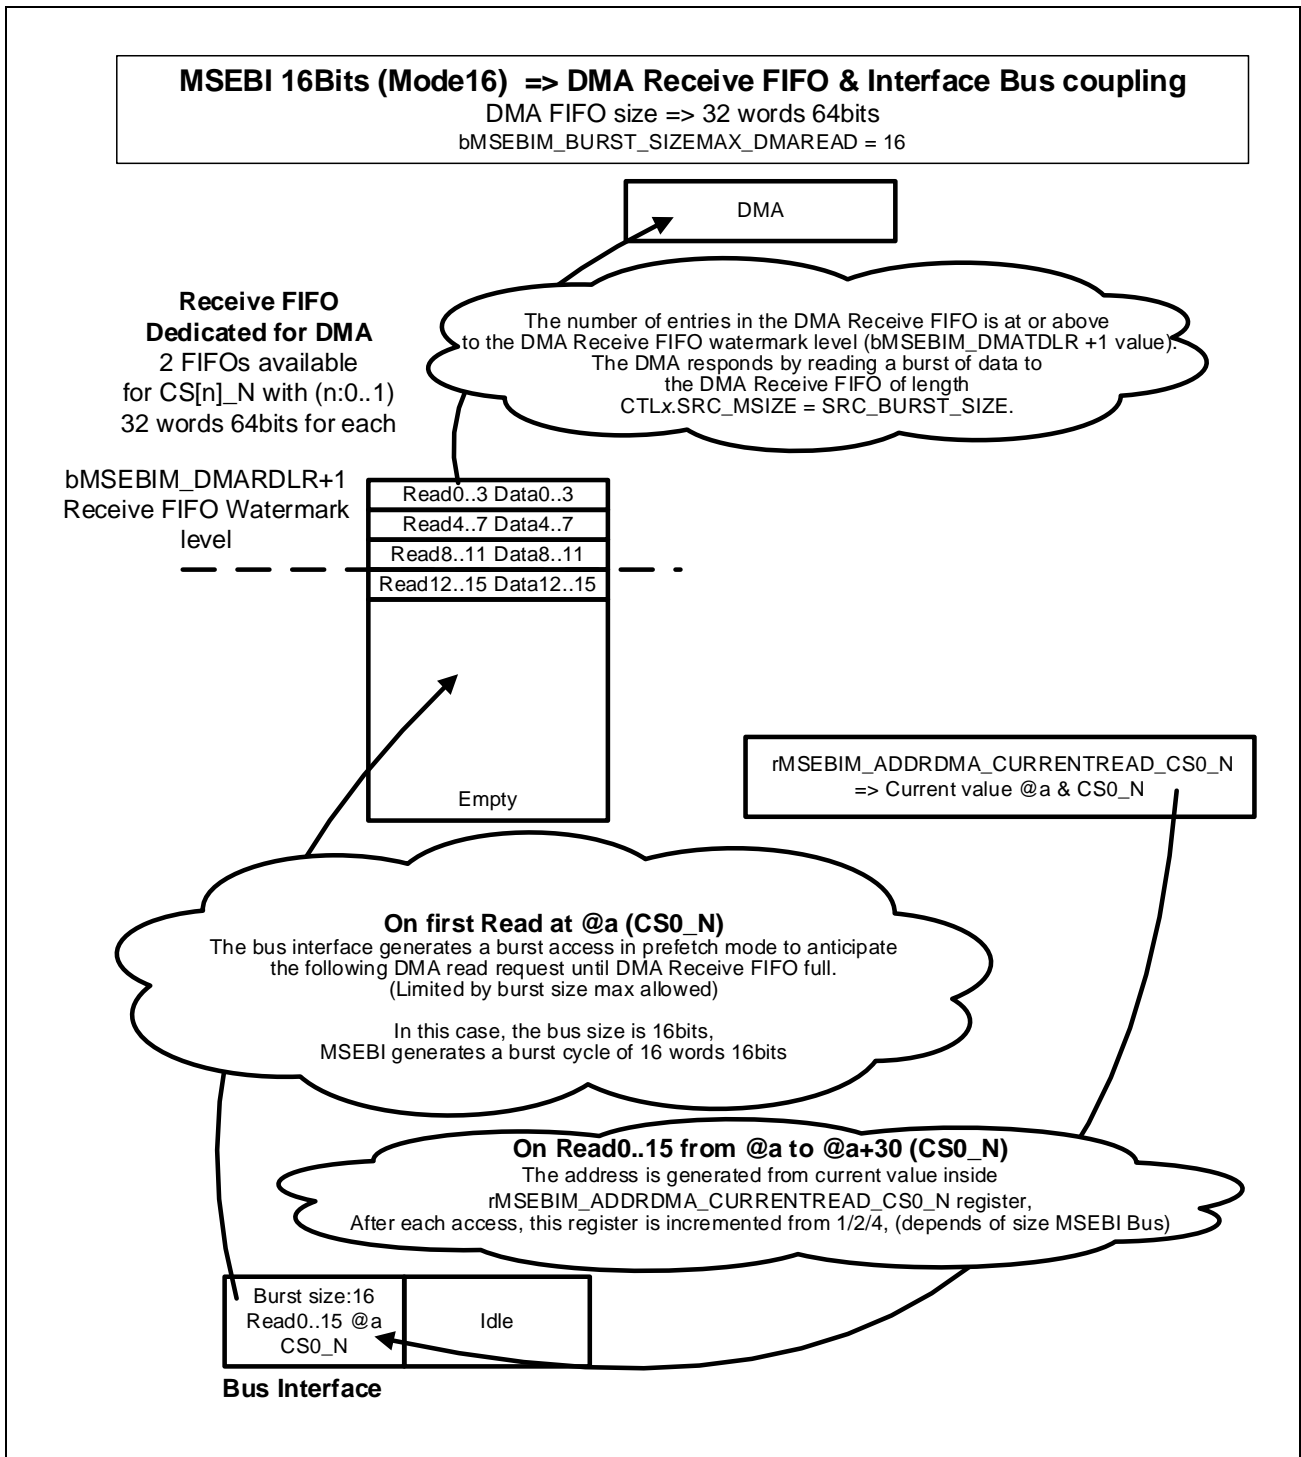 MSEBI 16Bits (Mode16) => DMA Receive FIFO & Interface Bus coupling
DMA FIFO size => 32 words 64bits
bMSEBIM_BURST_SIZEMAX_DMAREAD = 16
DMA
Receive FIFO
Dedicated for DMA
2 FIFOs available
for CS[n]_N with (n:0..1)
32 words 64bits for each
The number of entries in the DMA Receive FIFO is at or above
to the DMA Receive FIFO watermark level (bMSEBIM_DMATDLR +1 value).
The DMA responds by reading a burst of data to
the DMA Receive FIFO of length
CTLx.SRC_MSIZE = SRC_BURST_SIZE.
bMSEBIM_DMARDLR+1
Receive FIFO Watermark
level
Read0..3 Data0..3
Read4..7 Data4..7
Read8..11 Data8..11
Read12..15 Data12..15
Empty
rMSEBIM_ADDRDMA_CURRENTREAD_CS0_N
=> Current value @a & CS0_N
On first Read at @a (CS0_N)
The bus interface generates a burst access in prefetch mode to anticipate
the following DMA read request until DMA Receive FIFO full.
(Limited by burst size max allowed)
In this case, the bus size is 16bits,
MSEBI generates a burst cycle of 16 words 16bits
On Read0..15 from @a to @a+30 (CS0_N)
The address is generated from current value inside
rMSEBIM_ADDRDMA_CURRENTREAD_CS0_N register,
After each access, this register is incremented from 1/2/4, (depends of size MSEBI Bus)
Burst size:16
Read0..15 @a
CS0_N
Idle
Bus Interface